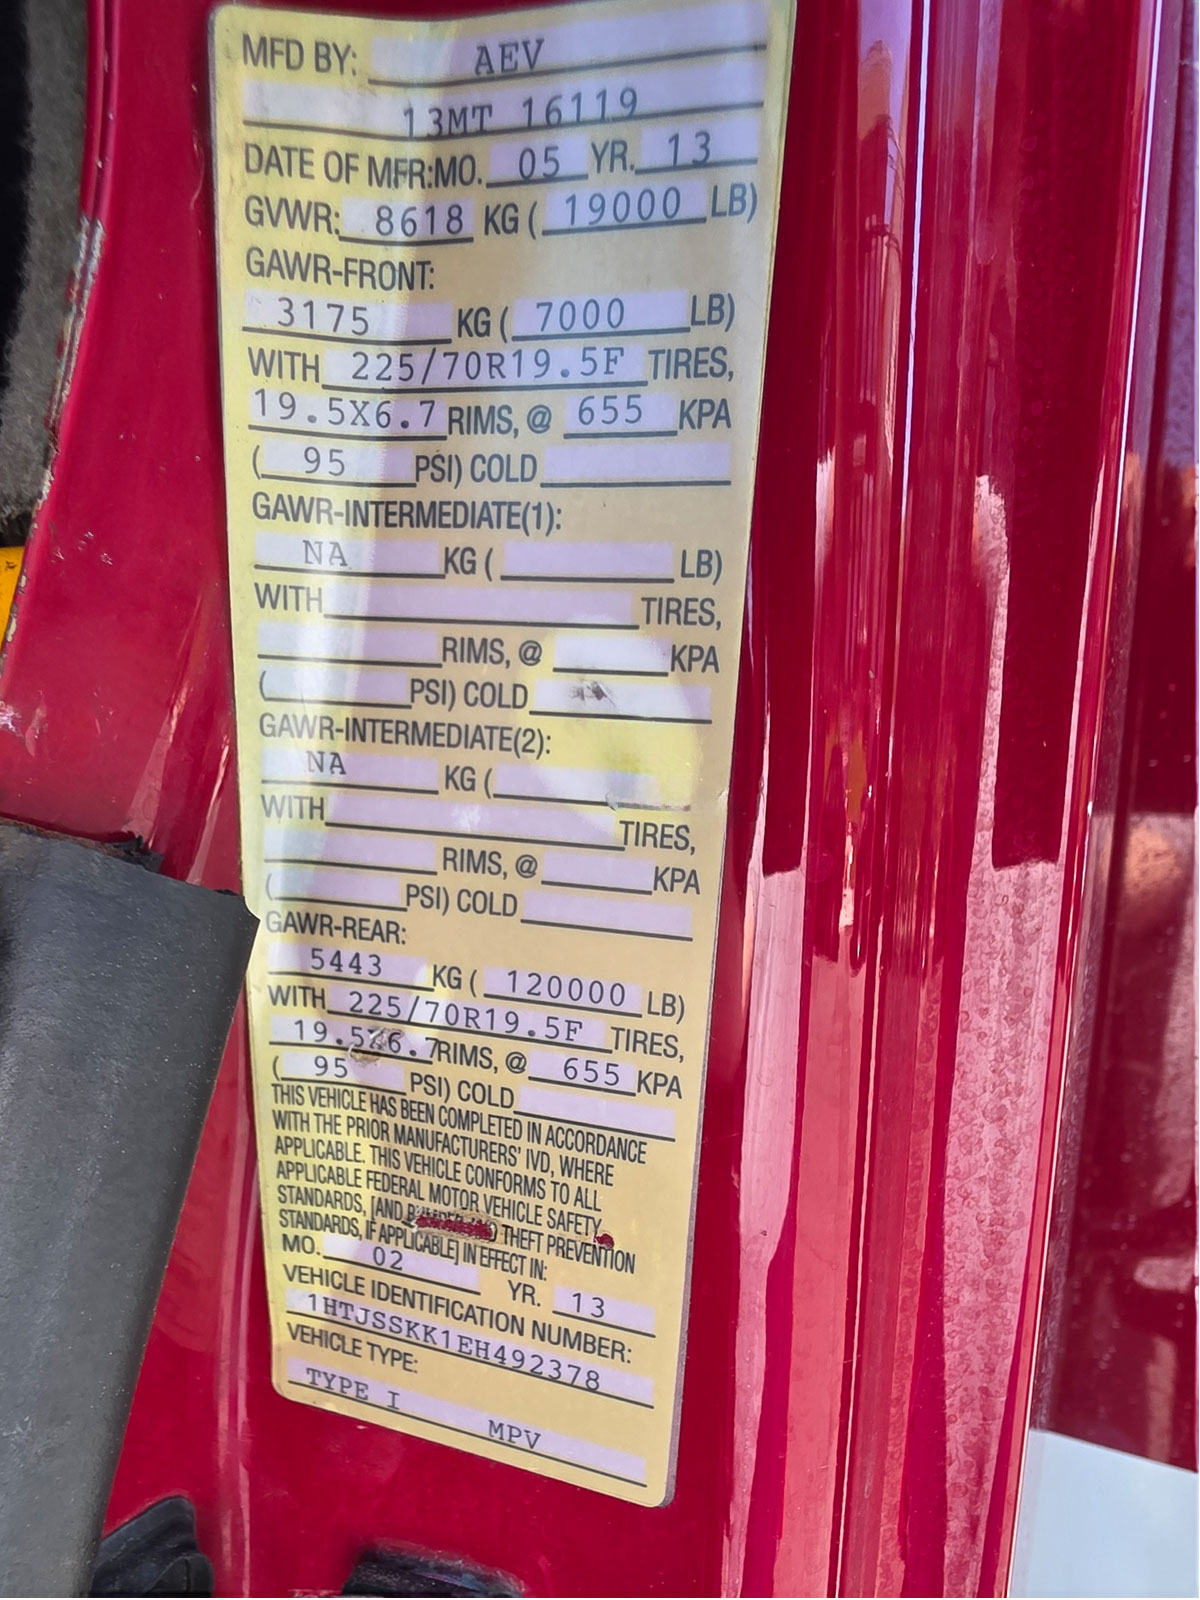 MFD BY: AEV
13MT 16119
DATE OF MFR:MO. 05 YR. 13
GVWR: 8618 KG ( 19000 LB)
GAWR-FRONT:
3175 KG ( 7000 LB)
WITH 225/70R19.5F TIRES,
19.5X6.7 RIMS, @ 655 KPA
( 95 PSI) COLD
GAWR-INTERMEDIATE(1):
NA KG ( LB)
WITH TIRES,
RIMS, @ KPA
( PSI) COLD
GAWR-INTERMEDIATE(2):
NA KG (
WITH TIRES,
RIMS, @ KPA
( PSI) COLD
GAWR-REAR:
5443 KG ( 120000 LB)
WITH 225/70R19.5F TIRES,
19.5X6.7 RIMS, @ 655 KPA
( 95 PSI) COLD
THIS VEHICLE HAS BEEN COMPLETED IN ACCORDANCE
WITH THE PRIOR MANUFACTURERS' IVD, WHERE
APPLICABLE. THIS VEHICLE CONFORMS TO ALL
APPLICABLE FEDERAL MOTOR VEHICLE SAFETY
STANDARDS, [AND THEFT PREVENTION
STANDARDS, IF APPLICABLE] IN EFFECT IN:
MO. 02 YR. 13
VEHICLE IDENTIFICATION NUMBER:
1HTJSSKK1EH492378
VEHICLE TYPE:
TYPE I MPV